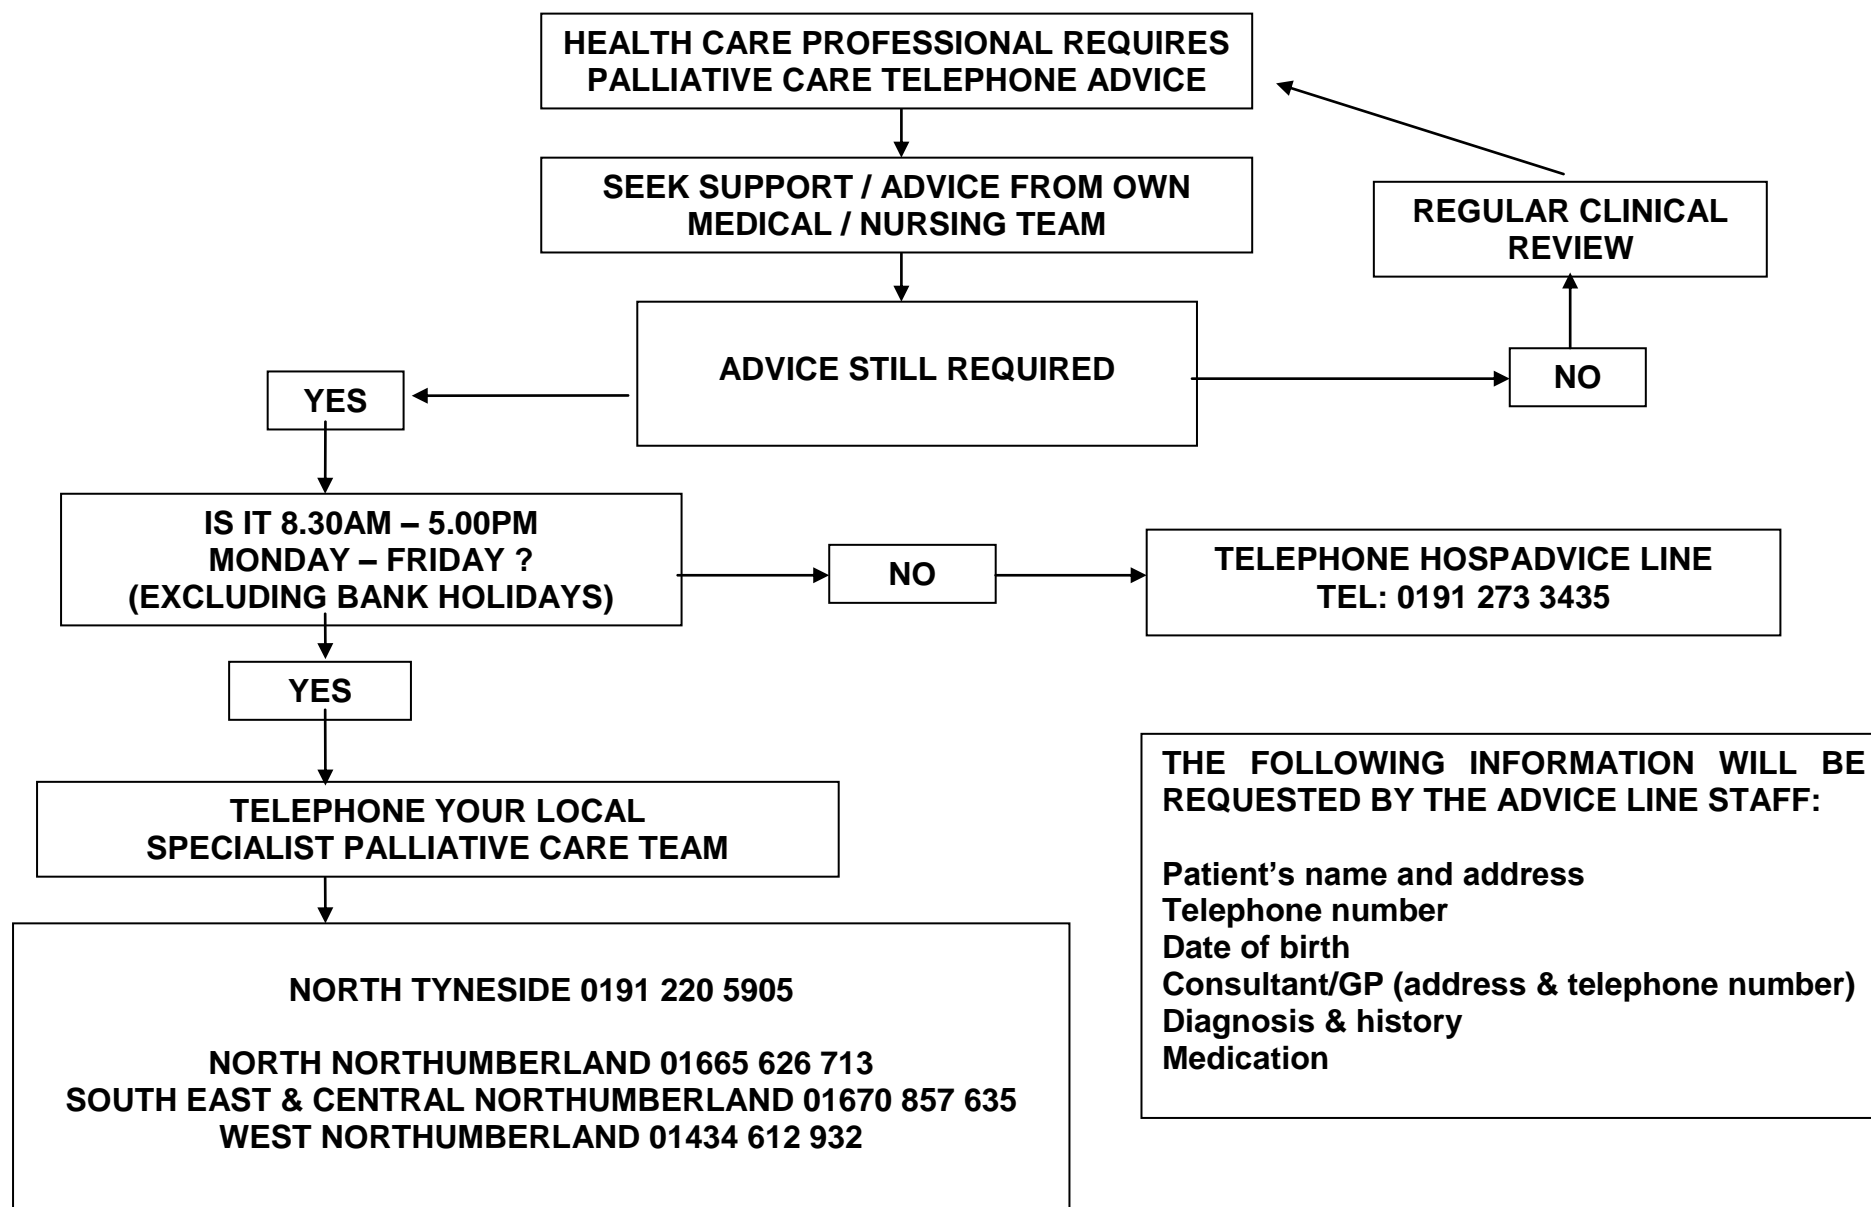 HEALTH CARE PROFESSIONAL REQUIRES
PALLIATIVE CARE TELEPHONE ADVICE
SEEK SUPPORT / ADVICE FROM OWN
MEDICAL / NURSING TEAM
REGULAR CLINICAL
REVIEW
ADVICE STILL REQUIRED
NO
YES
IS IT 8.30AM – 5.00PM
MONDAY – FRIDAY ?
(EXCLUDING BANK HOLIDAYS)
NO
TELEPHONE HOSPADVICE LINE
TEL: 0191 273 3435
YES
TELEPHONE YOUR LOCAL
SPECIALIST PALLIATIVE CARE TEAM
NORTH TYNESIDE 0191 220 5905
NORTH NORTHUMBERLAND 01665 626 713
SOUTH EAST & CENTRAL NORTHUMBERLAND 01670 857 635
WEST NORTHUMBERLAND 01434 612 932
THE FOLLOWING INFORMATION WILL BE
REQUESTED BY THE ADVICE LINE STAFF:
Patient’s name and address
Telephone number
Date of birth
Consultant/GP (address & telephone number)
Diagnosis & history
Medication